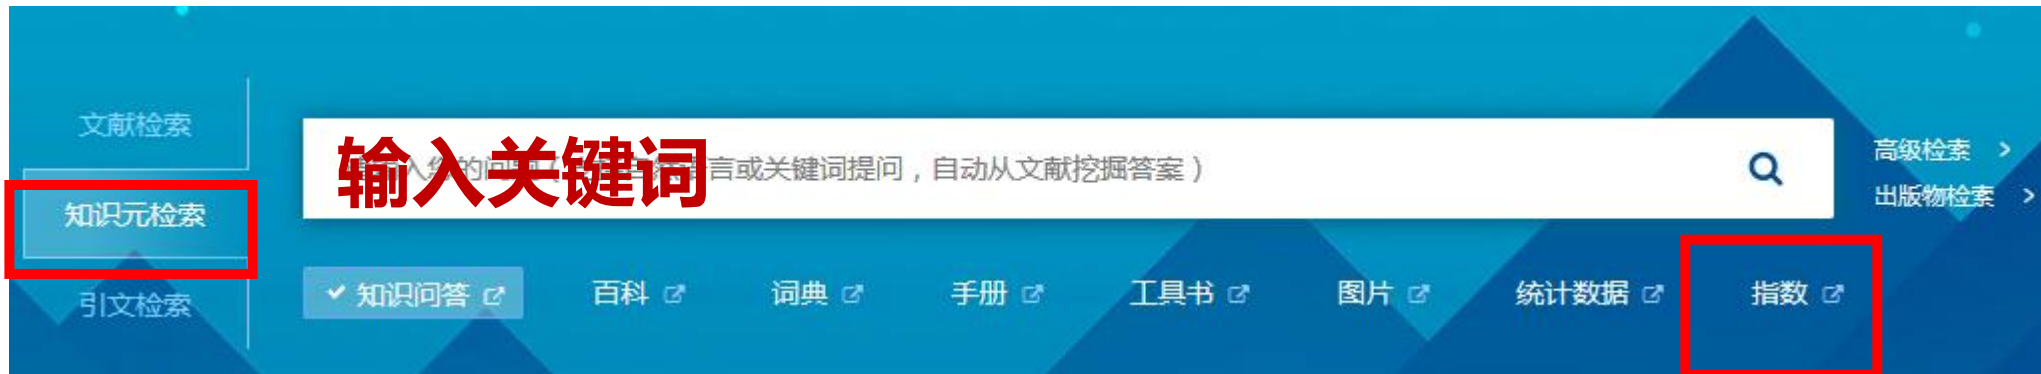 文献检索
知识元检索
引文检索
输入关键词
言或关键词提问，自动从文献挖掘答案）
高级检索 >
出版物检索 >
知识问答 百科 词典 手册 工具书 图片 统计数据 指数